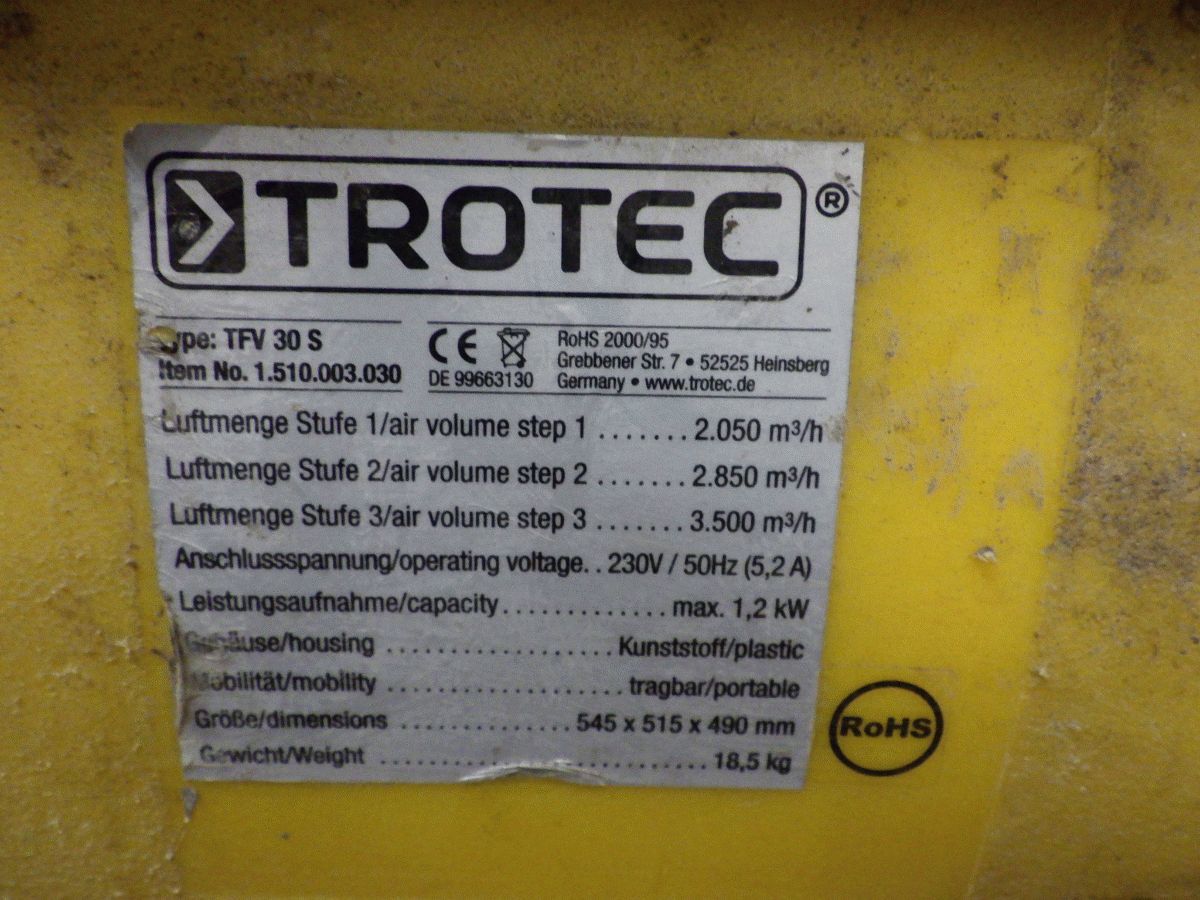 TROTEC ®
Type: TFV 30 S
Item No. 1.510.003.030
CE
DE 99663130
RoHS 2000/95
Grebbener Str. 7 • 52525 Heinsberg
Germany • www.trotec.de
Luftmenge Stufe 1/air volume step 1 ....... 2.050 m³/h
Luftmenge Stufe 2/air volume step 2 ....... 2.850 m³/h
Luftmenge Stufe 3/air volume step 3 ....... 3.500 m³/h
Anschlussspannung/operating voltage.. 230V / 50Hz (5,2 A)
Leistungsaufnahme/capacity ............. max. 1,2 kW
Gehäuse/housing .................. Kunststoff/plastic
Mobilität/mobility .................... tragbar/portable
Größe/dimensions .............. 545 x 515 x 490 mm
Gewicht/Weight ............................ 18,5 kg
RoHS